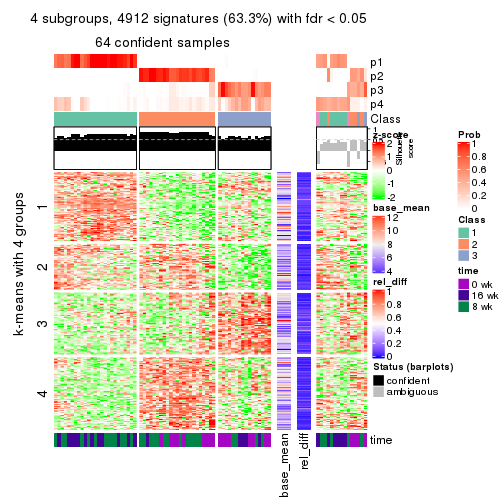 4 subgroups, 4912 signatures (63.3%) with fdr < 0.05
64 confident samples
p1
p2
p3
p4
Class
1
Silhouette
score
z-score
2
0
-2
base_mean
12
10
8
6
4
rel_diff
1
0.8
0.6
0.4
0.2
0
Status (barplots)
confident
ambiguous
Prob
1
0.8
0.6
0.4
0.2
0
Class
1
2
3
time
0 wk
16 wk
8 wk
k-means with 4 groups
1
2
3
4
time
base_mean
rel_diff